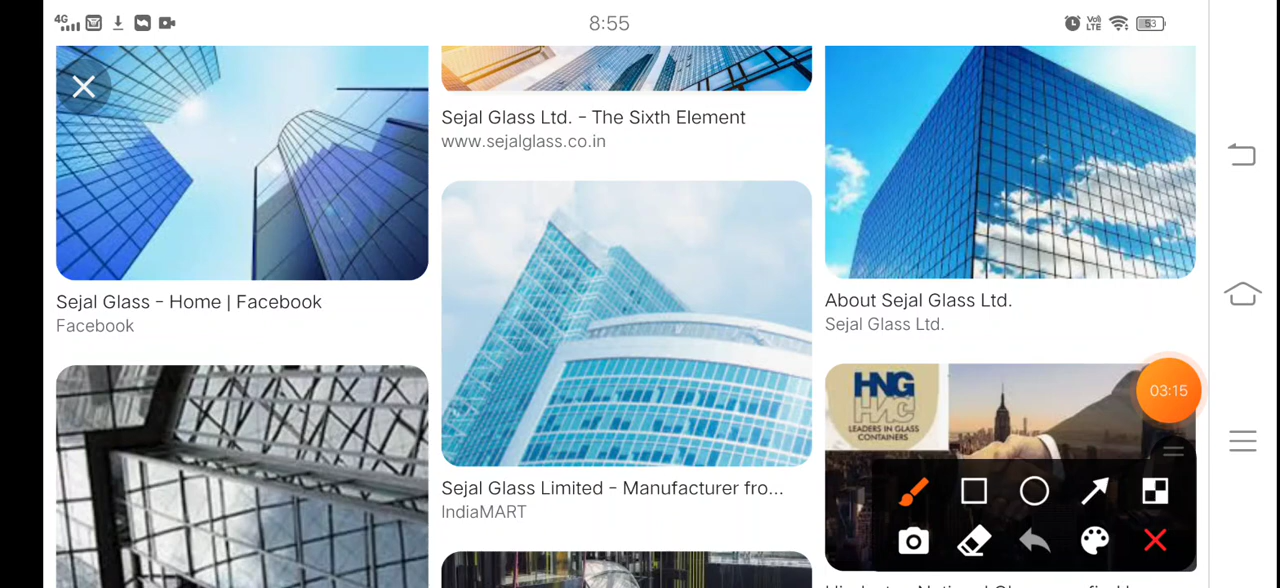 4G
8:55
Vo)
LTE
53
Sejal Glass - Home | Facebook
Facebook
Sejal Glass Ltd. - The Sixth Element
www.sejalglass.co.in
Sejal Glass Limited - Manufacturer fro...
IndiaMART
About Sejal Glass Ltd.
Sejal Glass Ltd.
HNG
LEADERS IN GLASS
CONTAINERS
03:15